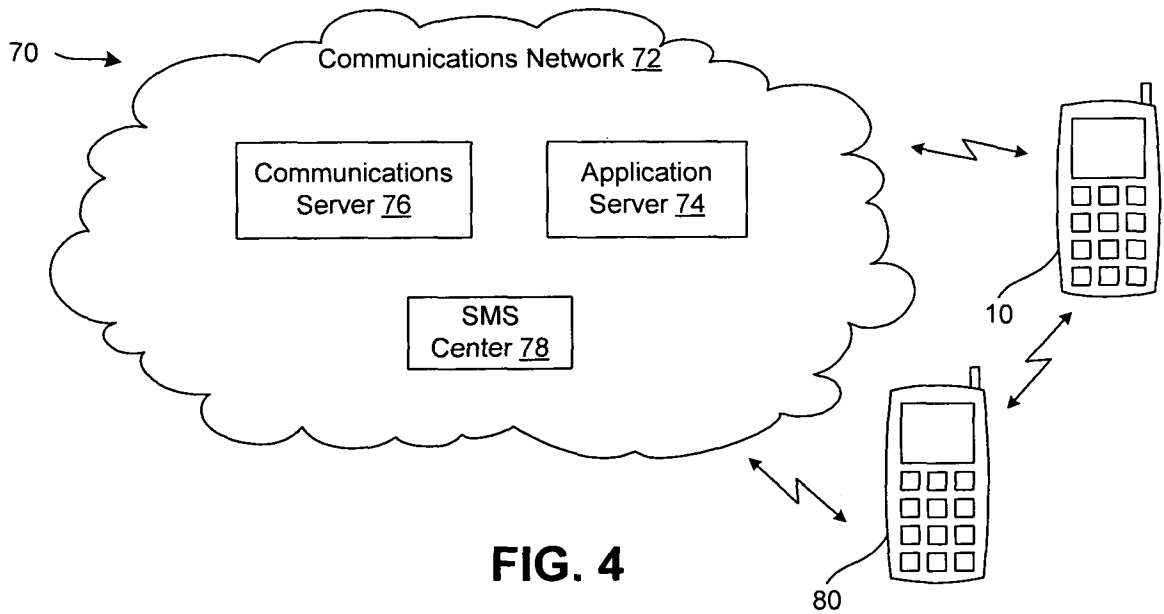 70
Communications Network 72
Communications
Server 76
Application
Server 74
SMS
Center 78
10
80
FIG. 4